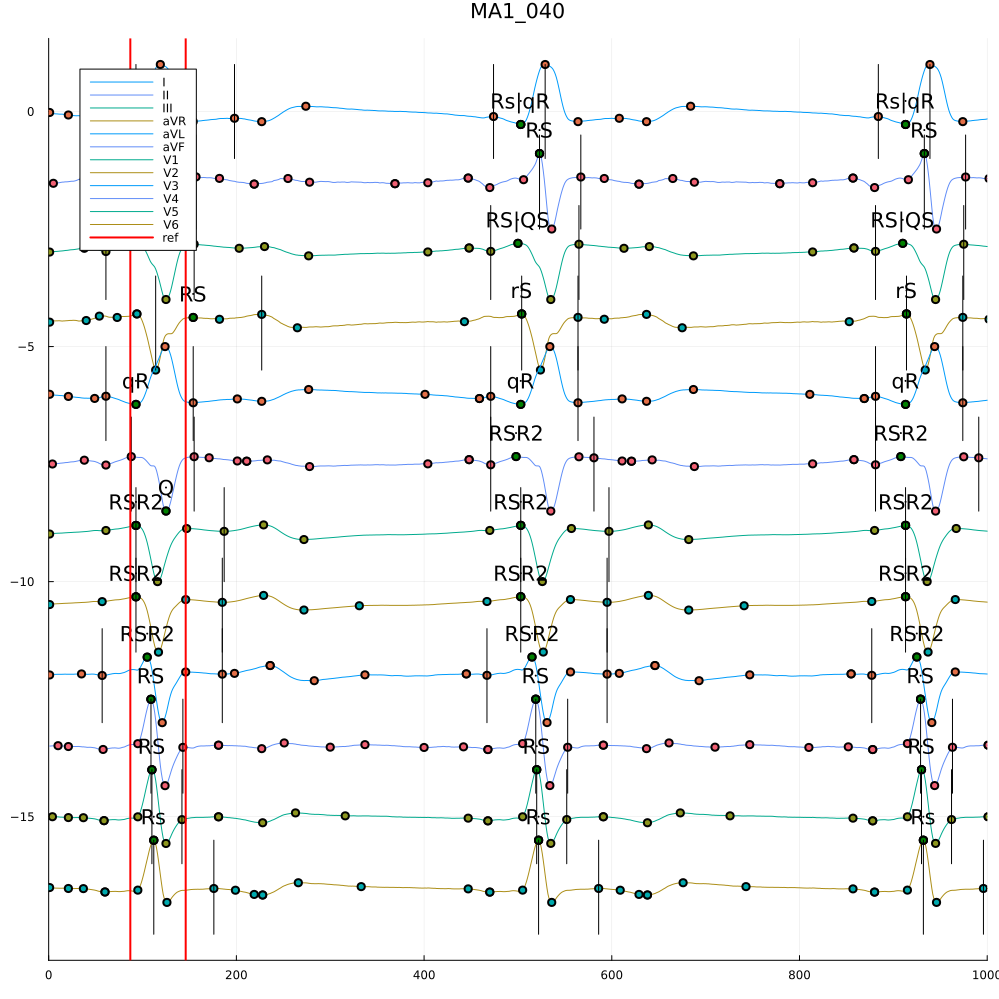 MA1_040
0
−5
−10
−15
0 200 400 600 800 1000
I
II
III
aVR
aVL
aVF
V1
V2
V3
V4
V5
V6
ref
Rs|qR Rs|qR
RS RS
RS|QS RS|QS
RS rS rS
qR qR qR
RSR2 RSR2
Q
RSR2 RSR2 RSR2
RSR2 RSR2 RSR2
RSR2 RSR2 RSR2
RS RS RS
RS RS RS
Rs Rs Rs